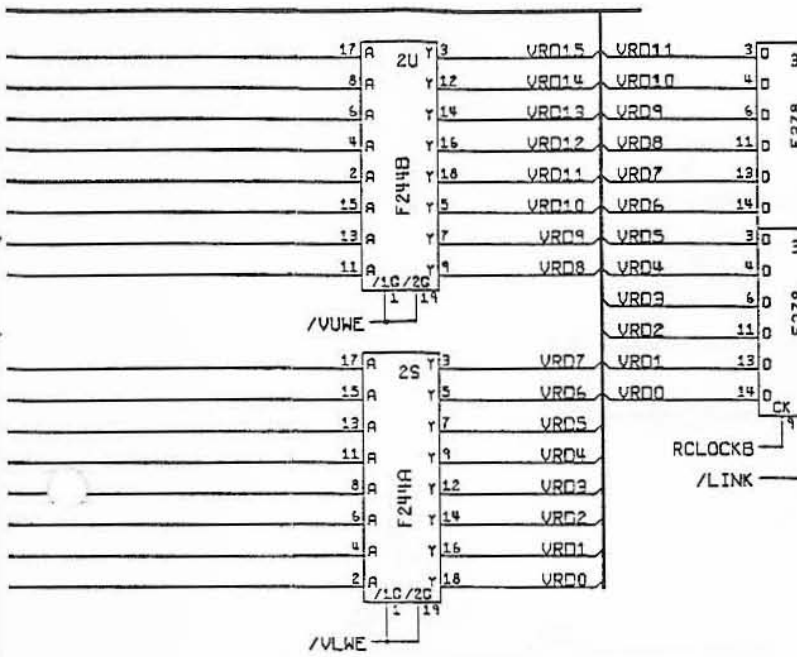 17 A 2U Y 3 VRD15 VRD11 3 D
8 A Y 12 VRD14 VRD10 4 D
6 A Y 14 VRD13 VRD9 6 D
4 A Y 16 VRD12 VRD8 11 D
2 A Y 18 VRD11 VRD7 13 D
15 A Y 5 VRD10 VRD6 14 D
13 A Y 7 VRD9 VRD5 3 D
11 A Y 9 VRD8 VRD4 4 D
F244B
/1G/2G
1 19
/VUWE
VRD3 6 D
VRD2 11 D
17 A 2S Y 3 VRD7 VRD1 13 D
15 A Y 5 VRD6 VRD0 14 D
13 A Y 7 VRD5
11 A Y 9 VRD4
8 A Y 12 VRD3
6 A Y 14 VRD2
4 A Y 16 VRD1
2 A Y 18 VRD0
F244A
/1G/2G
1 19
/VLWE
CK
9
RCLOCKB
/LINK